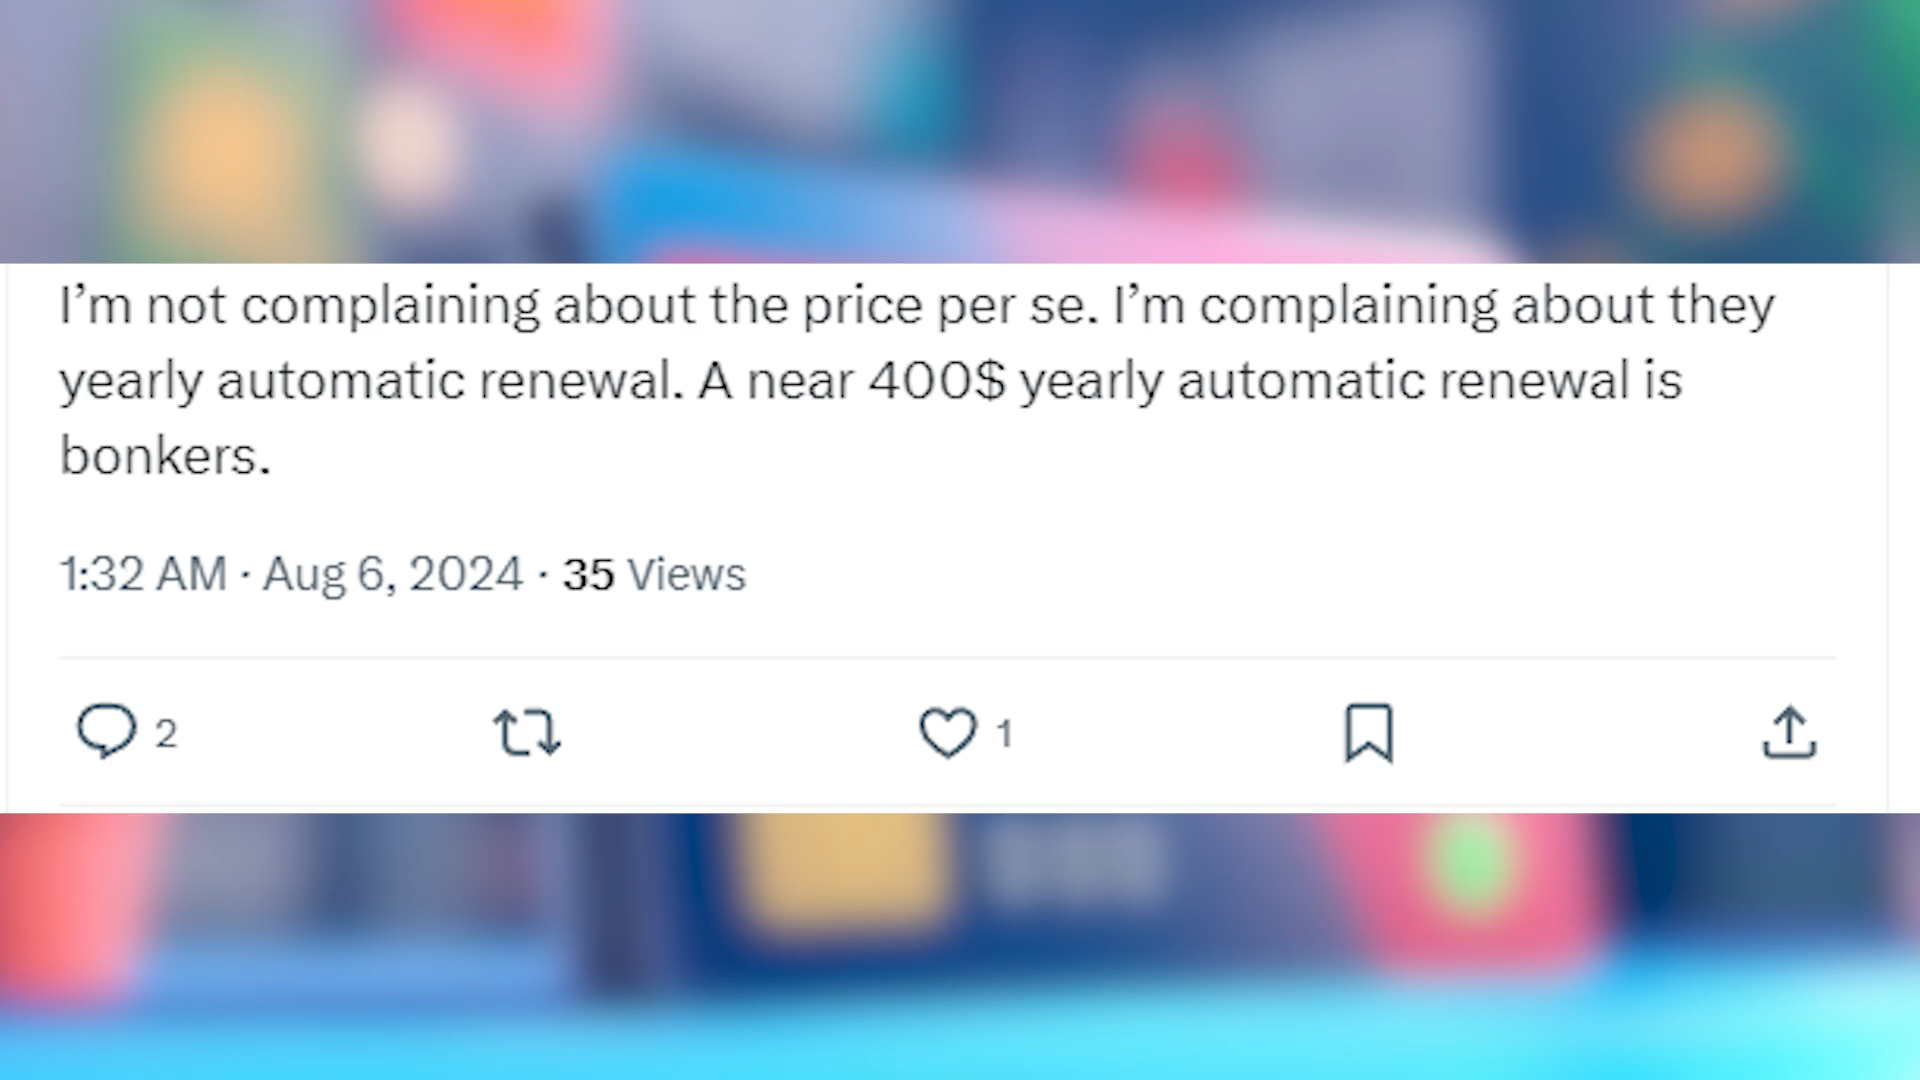 I’m not complaining about the price per se. I’m complaining about they
yearly automatic renewal. A near 400$ yearly automatic renewal is
bonkers.
1:32 AM · Aug 6, 2024 · 35 Views
2
1